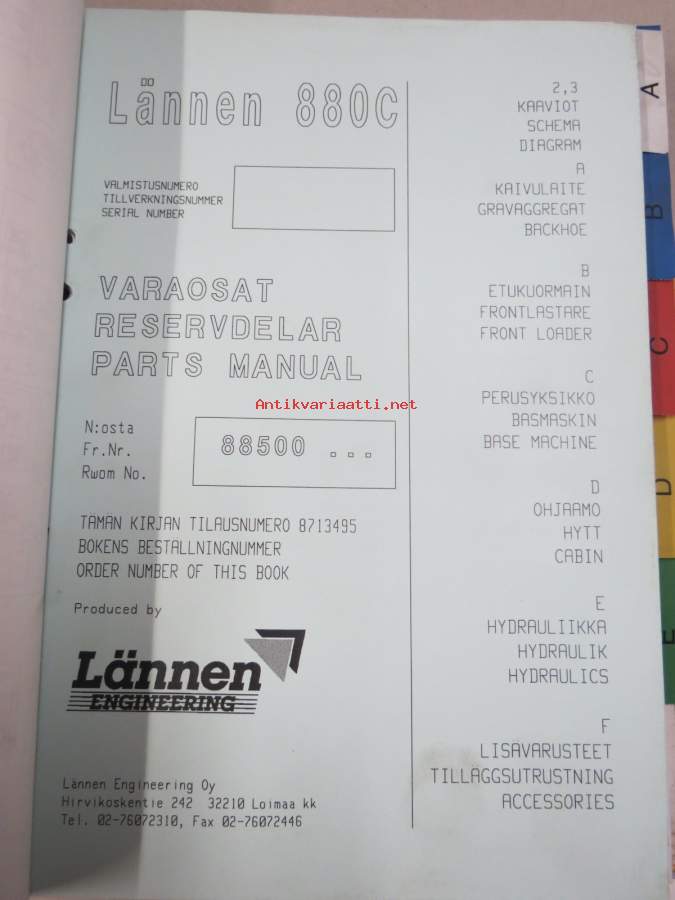 Lännen 880C
VALMISTUSNUMERO
TILLVERKNINGSNUMMER
SERIAL NUMBER
VARAOSAT
RESERVDELAR
PARTS MANUAL
Antikvariaatti.net
N:osta
Fr.Nr.
Rwom No.
88500 ...
TÄMÄN KIRJAN TILAUSNUMERO 8713495
BOKENS BESTÄLLNINGNUMMER
ORDER NUMBER OF THIS BOOK
Produced by
Lännen
ENGINEERING
Lännen Engineering Oy
Hirvikoskentie 242 32210 Loimaa kk
Tel. 02-76072310, Fax 02-76072446
2,3
KAAVIOT
SCHEMA
DIAGRAM
A
KAIVULAITE
GRÄVAGGREGAT
BACKHOE
B
ETUKUORMAIN
FRONTLASTARE
FRONT LOADER
C
PERUSYKSIKKO
BASMASKIN
BASE MACHINE
D
OHJAAMO
HYTT
CABIN
E
HYDRAULIIKKA
HYDRAULIK
HYDRAULICS
F
LISÄVARUSTEET
TILLÄGGSUTRUSTNING
ACCESSORIES
A
B
C
D
E